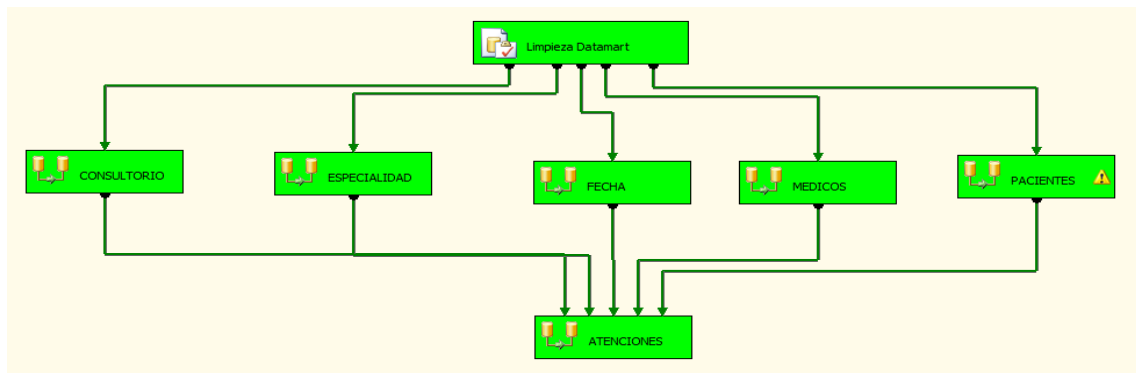 Limpieza Datamart
CONSULTORIO
ESPECIALIDAD
FECHA
MEDICOS
PACIENTES
ATENCIONES